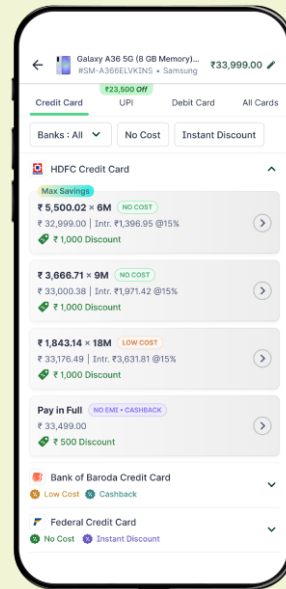 Galaxy A36 5G (8 GB Memory)...
#SM-A366ELVKINS • Samsung
₹33,999.00
₹23,500 Off
Credit Card
UPI
Debit Card
All Cards
Banks : All
No Cost
Instant Discount
HDFC Credit Card
Max Savings
₹ 5,500.02 × 6M NO COST
₹ 32,999.00 | Intr. ₹1,396.95 @15%
₹ 1,000 Discount
₹ 3,666.71 × 9M NO COST
₹ 33,000.38 | Intr. ₹1,971.42 @15%
₹ 1,000 Discount
₹ 1,843.14 × 18M LOW COST
₹ 33,176.49 | Intr. ₹3,631.81 @15%
₹ 1,000 Discount
Pay in Full NO EMI • CASHBACK
₹ 33,499.00
₹ 500 Discount
Bank of Baroda Credit Card
Low Cost Cashback
Federal Credit Card
No Cost Instant Discount